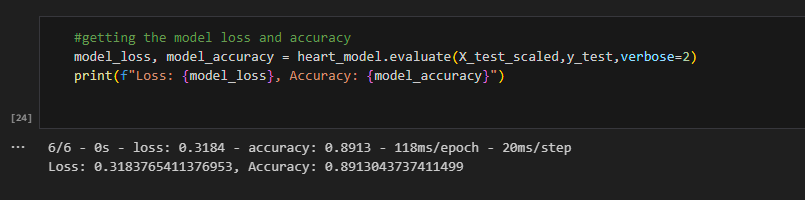 #getting the model loss and accuracy
model_loss, model_accuracy = heart_model.evaluate(X_test_scaled,y_test,verbose=2)
print(f"Loss: {model_loss}, Accuracy: {model_accuracy}")
[24]
... 6/6 - 0s - loss: 0.3184 - accuracy: 0.8913 - 118ms/epoch - 20ms/step
Loss: 0.3183765411376953, Accuracy: 0.8913043737411499